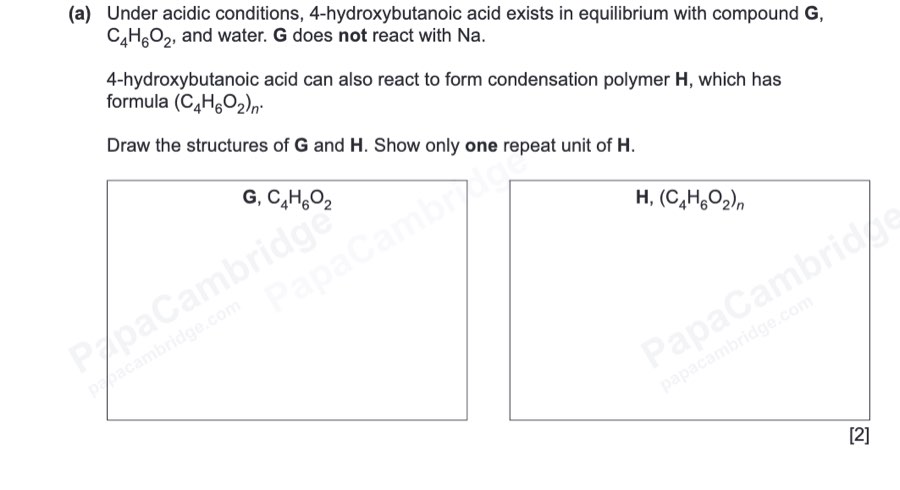 (a) Under acidic conditions, 4-hydroxybutanoic acid exists in equilibrium with compound G,
C₄H₆O₂, and water. G does not react with Na.
4-hydroxybutanoic acid can also react to form condensation polymer H, which has
formula (C₄H₆O₂)ₙ.
Draw the structures of G and H. Show only one repeat unit of H.
G, C₄H₆O₂
H, (C₄H₆O₂)ₙ
PapaCambridge
papacambridge.com
PapaCambridge
PapaCambridge
papacambridge.com
[2]